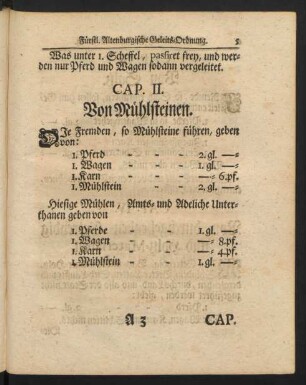 Fürstl. Altenburgische Geleits-Ordnung. 5
Was unter 1. Scheffel, passiret frey, und wer-
den nur Pferd und Wagen sodann vergeleitet.
CAP. II.
Von Mühlsteinen.
DJe Fremden, so Mühlsteine führen, geben
von:
1. Pferd - - - 2. gl. —=
1. Wagen - - - 1. gl. —=
1. Karn - - - —= 6. pf.
1. Mühlstein - - - 2. gl. —=
Hiesige Mühlen, Amts- und Adeliche Unter-
thanen geben von
1. Pferde - - - 1. gl. —=
1. Wagen - - - —= 8. pf.
1. Karn - - - —= 4. pf.
1. Mühlstein - - - 1. gl. —=
A 3 CAP.